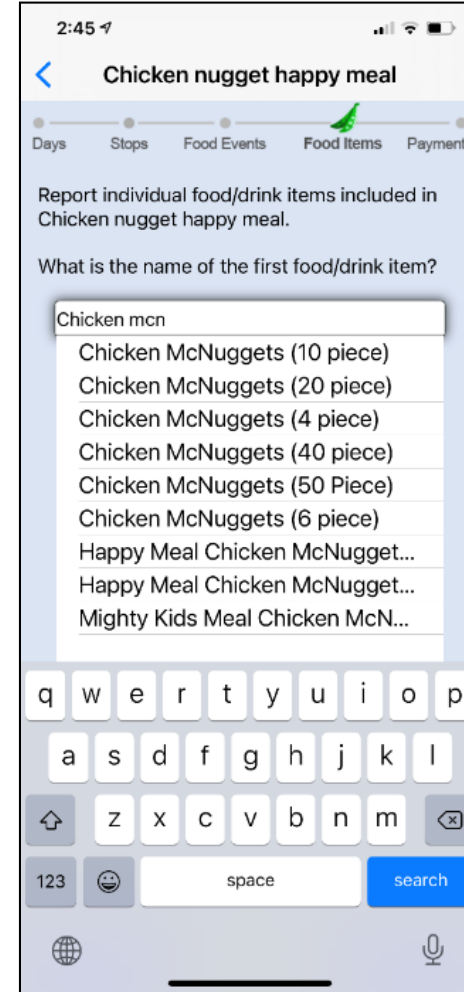 2:45
Chicken nugget happy meal
Days Stops Food Events Food Items Payment
Report individual food/drink items included in
Chicken nugget happy meal.
What is the name of the first food/drink item?
Chicken mcn
Chicken McNuggets (10 piece)
Chicken McNuggets (20 piece)
Chicken McNuggets (4 piece)
Chicken McNuggets (40 piece)
Chicken McNuggets (50 Piece)
Chicken McNuggets (6 piece)
Happy Meal Chicken McNugget...
Happy Meal Chicken McNugget...
Mighty Kids Meal Chicken McN...
q w e r t y u i o p
a s d f g h j k l
z x c v b n m
123 space search